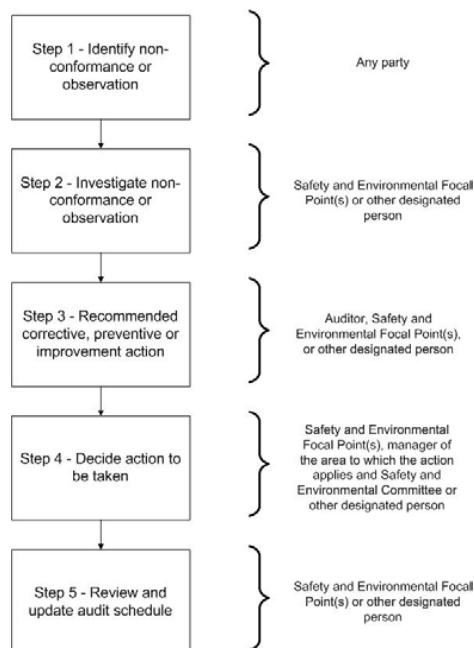 Step 1 - Identify non-
conformance or
observation
Any party
Step 2 - Investigate non-
conformance or
observation
Safety and Environmental Focal
Point(s) or other designated
person
Step 3 - Recommended
corrective, preventive or
improvement action
Auditor, Safety and
Environmental Focal Point(s),
or other designated person
Step 4 - Decide action to
be taken
Safety and Environmental
Focal Point(s), manager of
the area to which the action
applies and Safety and
Environmental Committee or
other designated person
Step 5 - Review and
update audit schedule
Safety and Environmental Focal
Point(s) or other designated
person